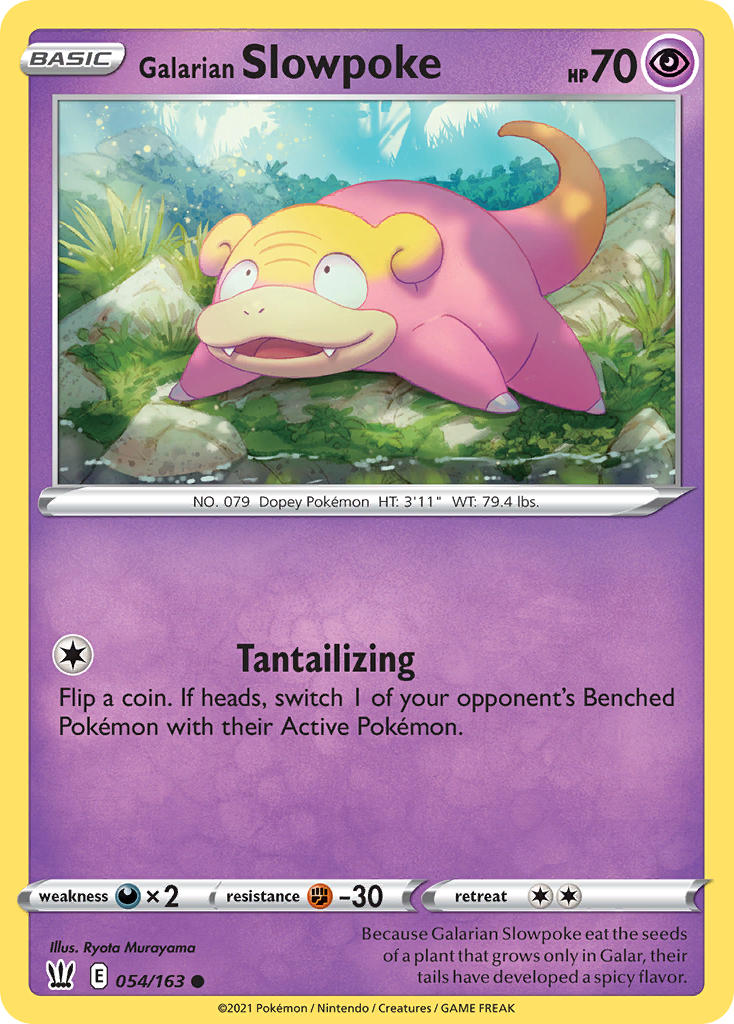 BASIC
Galarian Slowpoke HP 70
NO. 079 Dopey Pokémon HT: 3'11" WT: 79.4 lbs.
Tantailizing
Flip a coin. If heads, switch 1 of your opponent's Benched
Pokémon with their Active Pokémon.
weakness ×2 resistance -30 retreat
Illus. Ryota Murayama
Because Galarian Slowpoke eat the seeds
of a plant that grows only in Galar, their
tails have developed a spicy flavor.
E 054/163
©2021 Pokémon / Nintendo / Creatures / GAME FREAK